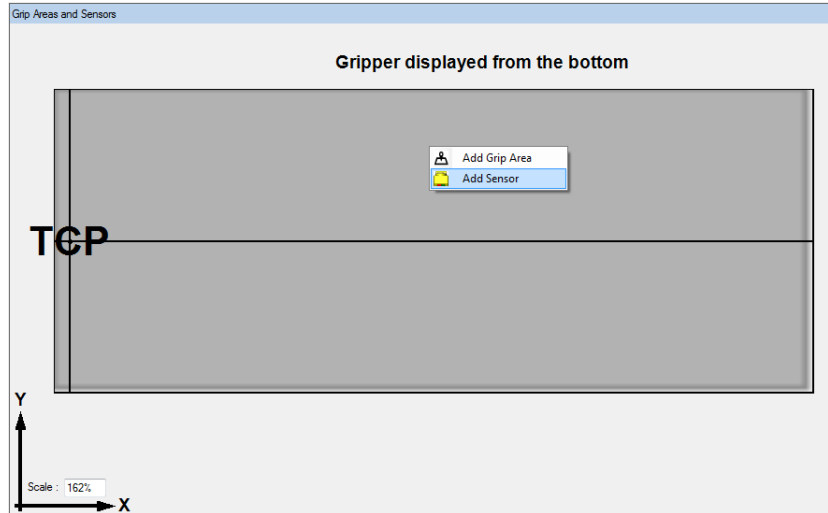 Grip Areas and Sensors
Gripper displayed from the bottom
Add Grip Area
Add Sensor
TCP
Y
Scale : 162%
X